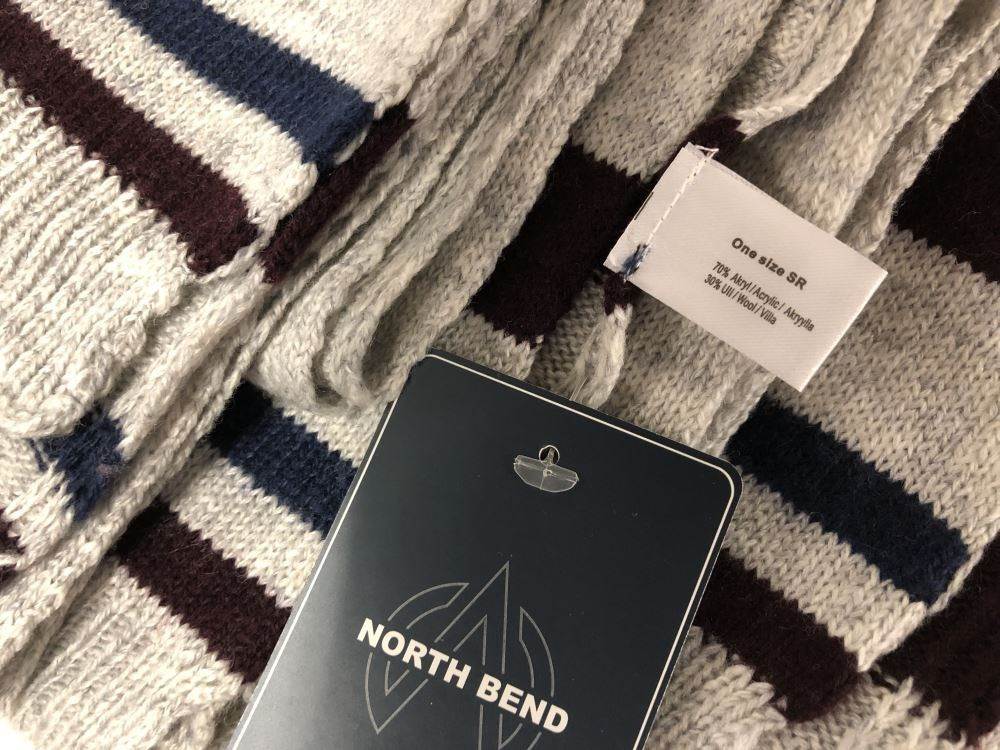 One size SR
70% Akryl / Acrylic / Akryylia
30% Ull / Wool / Villa
NORTH BEND